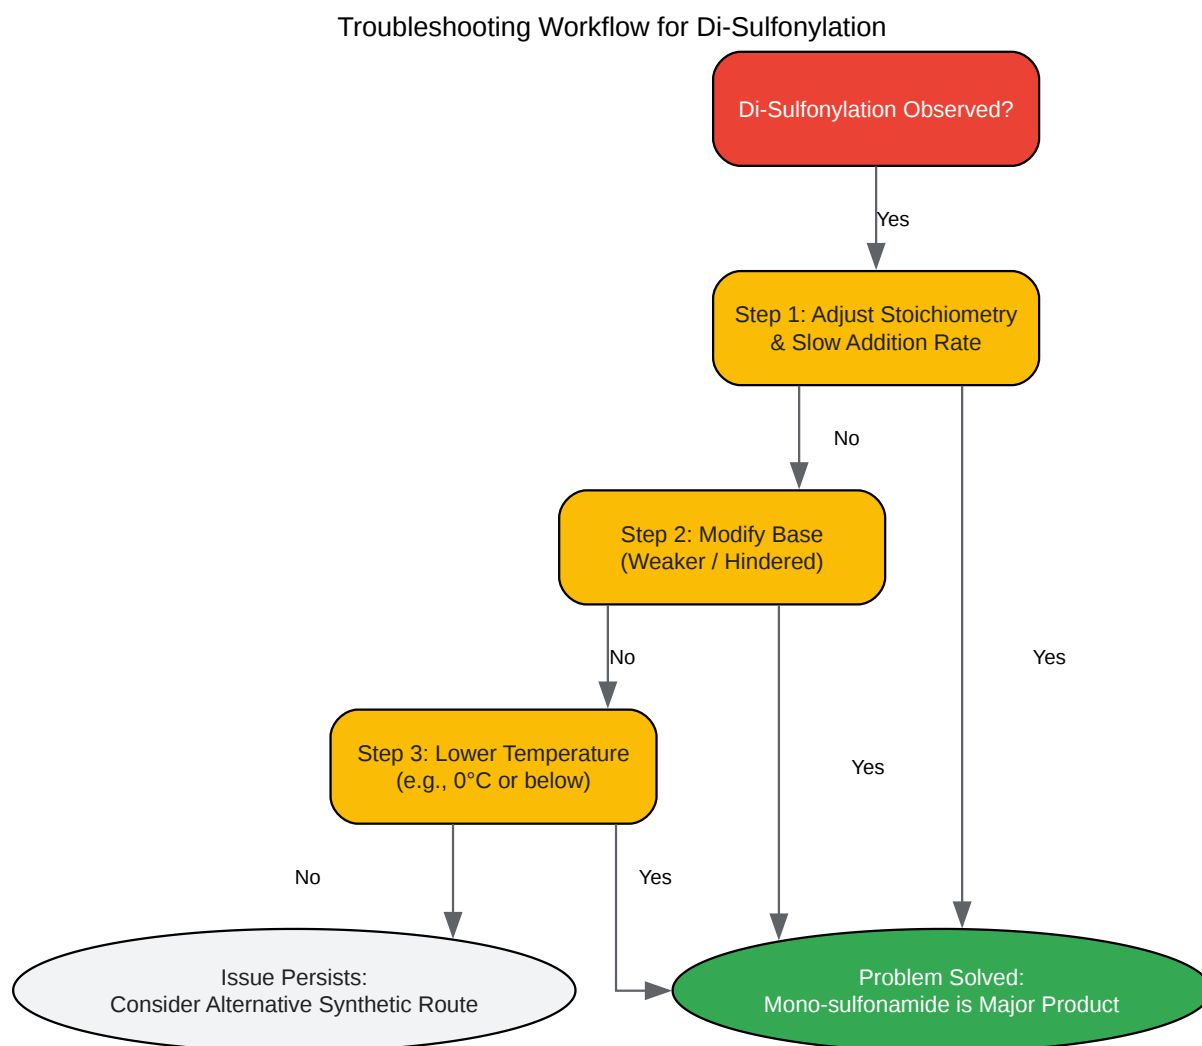 Troubleshooting Workflow for Di-Sulfonylation
Di-Sulfonylation Observed?
Yes
Step 1: Adjust Stoichiometry
& Slow Addition Rate
No
Step 2: Modify Base
(Weaker / Hindered)
No
Yes
Step 3: Lower Temperature
(e.g., 0°C or below)
Yes
No
Yes
Issue Persists:
Consider Alternative Synthetic Route
Problem Solved:
Mono-sulfonamide is Major Product